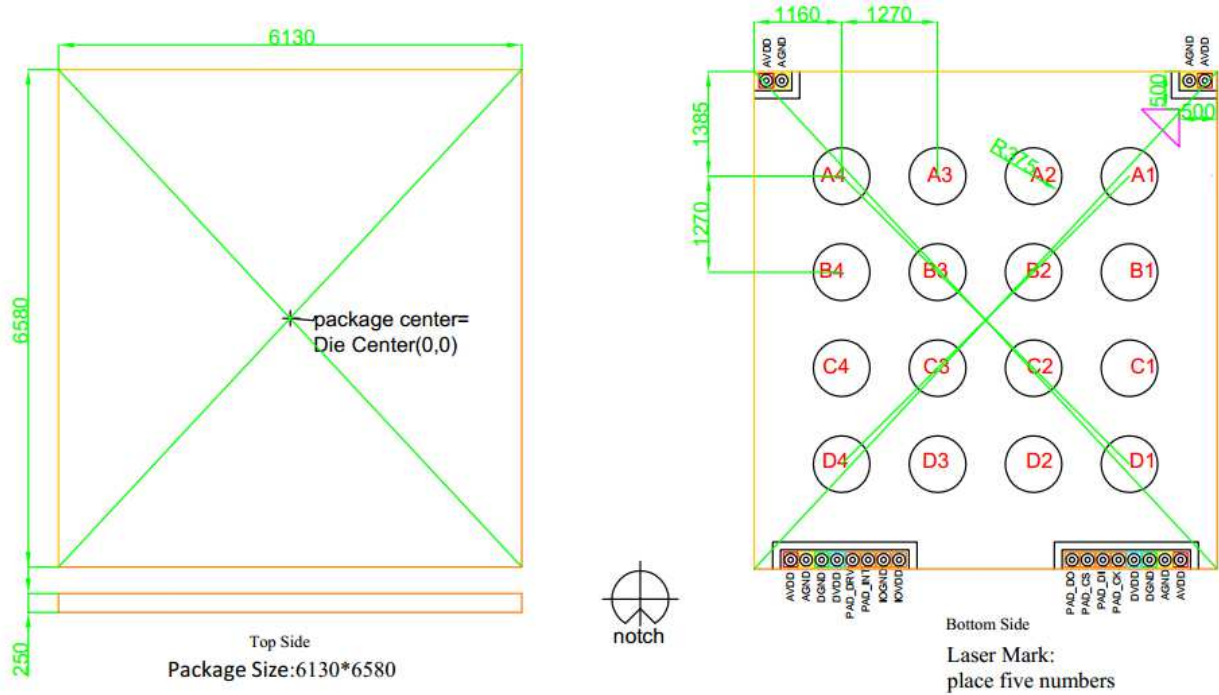 6130
6580
package center=
Die Center(0,0)
250
Top Side
Package Size:6130*6580
notch
1160
1270
AVDD
AGND
AGND
AVDD
1385
500
500
R375
1270
A4 A3 A2 A1
B4 B3 B2 B1
C4 C3 C2 C1
D4 D3 D2 D1
AVDD
AGND
DGND
DVDD
PAD_DRV
PAD_INT
IOGND
IOVDD
PAD_DO
PAD_CS
PAD_DI
PAD_CK
DVDD
DGND
AGND
AVDD
Bottom Side
Laser Mark:
place five numbers